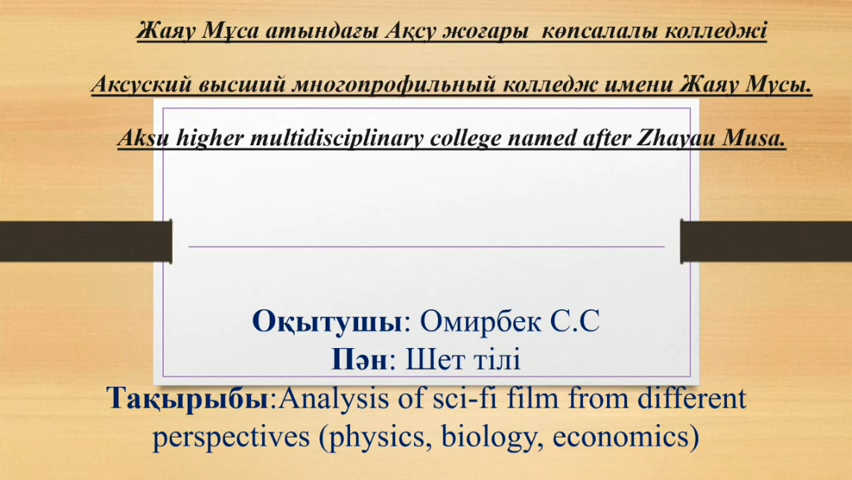 Жаяу Мұса атындағы Ақсу жоғары көпсалалы колледжі
Аксуский высший многопрофильный колледж имени Жаяу Мусы.
Aksu higher multidisciplinary college named after Zhayau Musa.
Оқытушы: Омирбек С.С
Пән: Шет тілі
Тақырыбы:Analysis of sci-fi film from different
perspectives (physics, biology, economics)